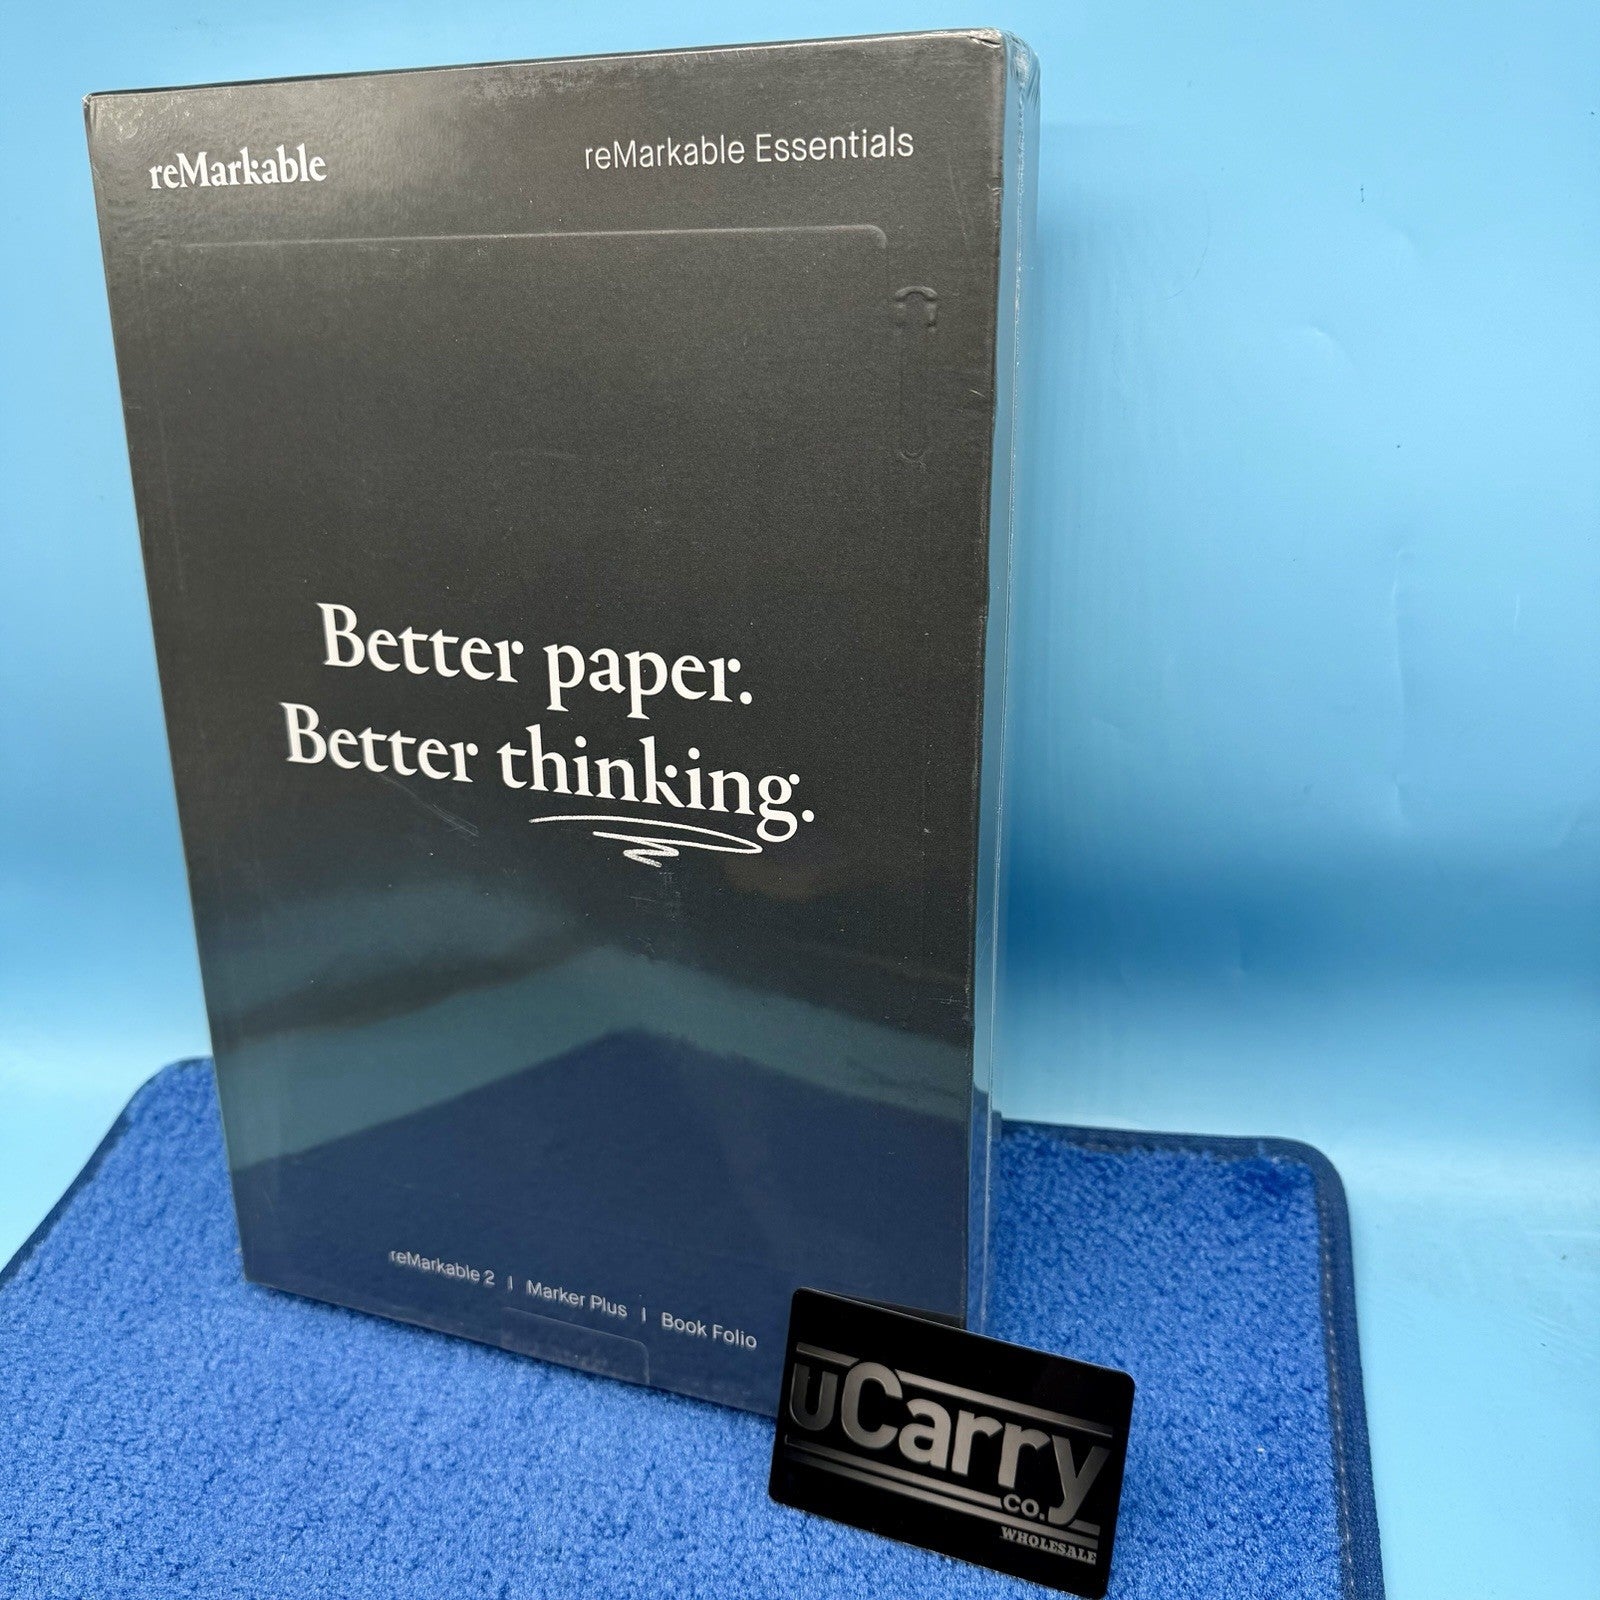 reMarkable
reMarkable Essentials
Better paper.
Better thinking.
reMarkable 2 | Marker Plus | Book Folio
uCarry
CO.
WHOLESALE